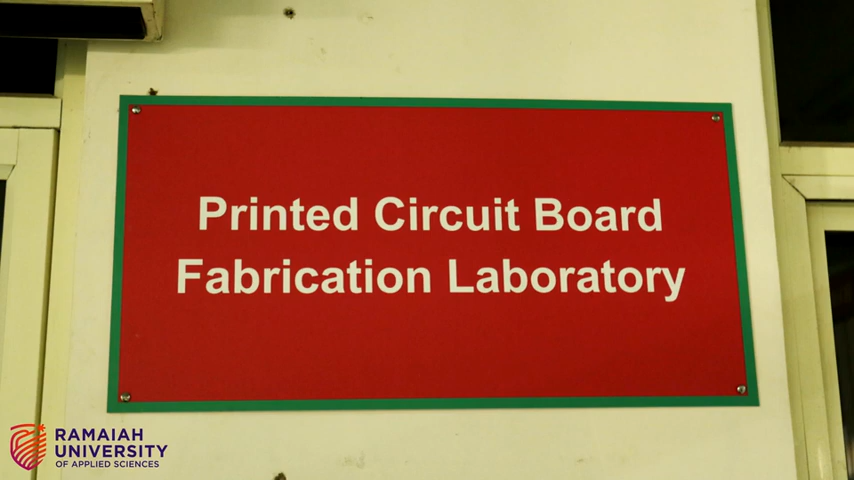 Printed Circuit Board
Fabrication Laboratory
RAMAIAH
UNIVERSITY
OF APPLIED SCIENCES